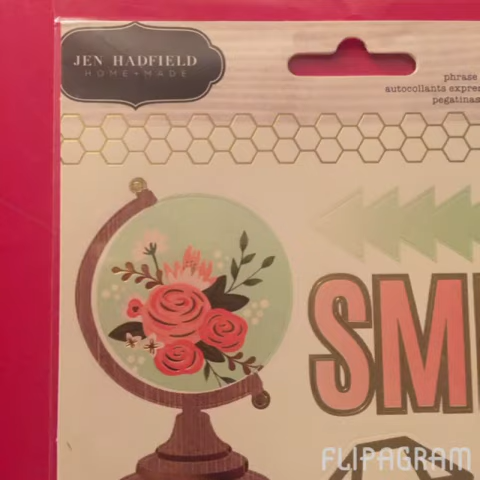 JEN HADFIELD
HOME+MADE
phrase
autocollants expres
pegatinas
SM
FLIPAGRAM